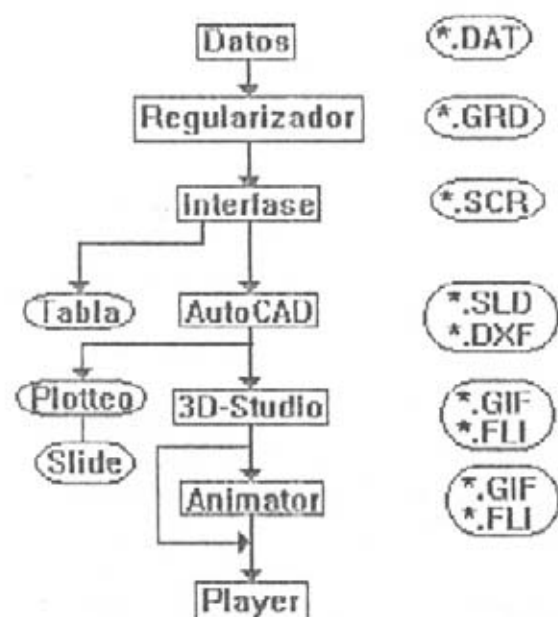 Datos
*.DAT
Regularizador
*.GRD
Interfase
*.SCR
Tabla
AutoCAD
*.SLD
*.DXF
Plotteo
3D-Studio
*.GIF
*.FLI
Slide
Animator
*.GIF
*.FLI
Player